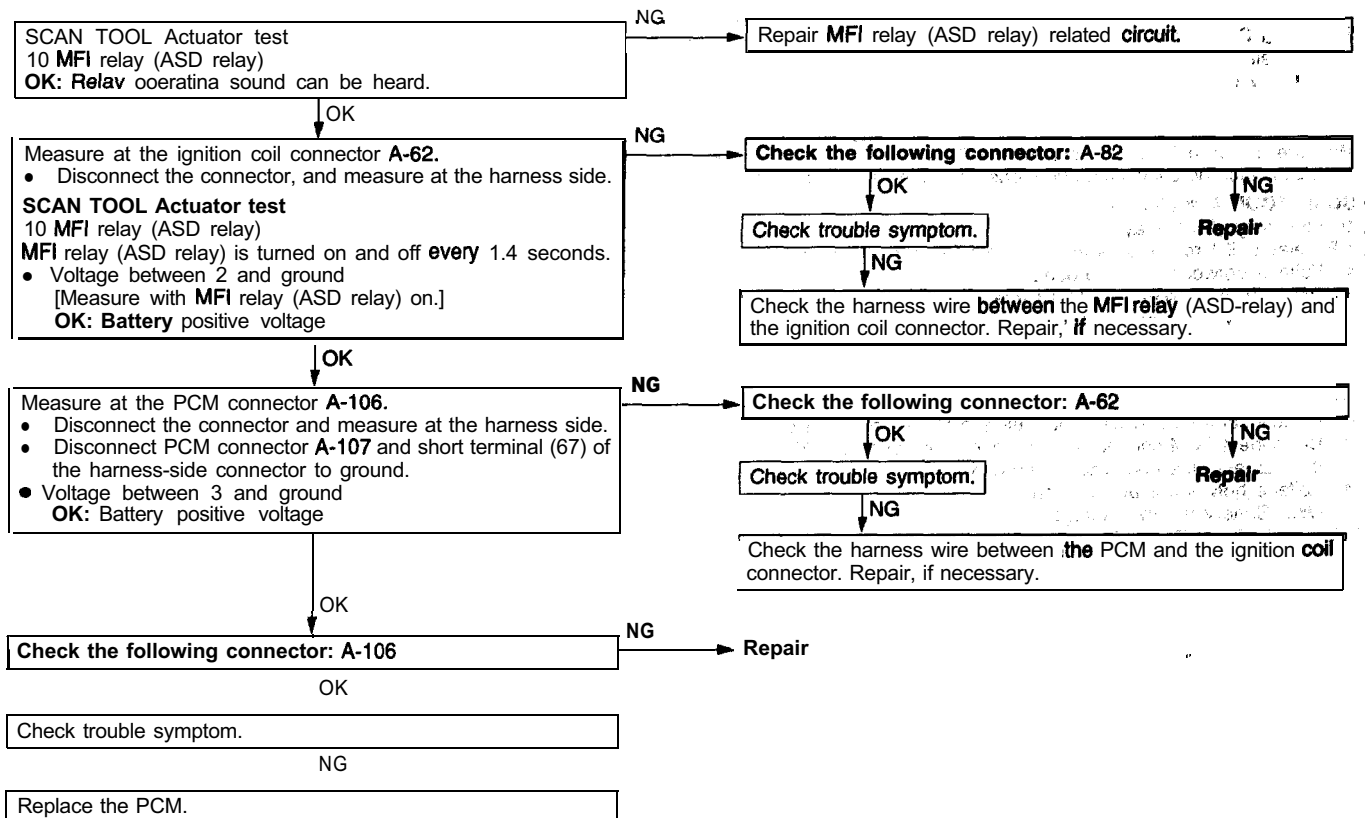 SCAN TOOL Actuator test
10 MFI relay (ASD relay)
OK: Relav ooeratina sound can be heard.
NG
Repair MFI relay (ASD relay) related circuit.
OK
Measure at the ignition coil connector A-62.
• Disconnect the connector, and measure at the harness side.
SCAN TOOL Actuator test
10 MFI relay (ASD relay)
MFI relay (ASD relay) is turned on and off every 1.4 seconds.
• Voltage between 2 and ground
[Measure with MFI relay (ASD relay) on.]
OK: Battery positive voltage
NG
Check the following connector: A-82
OK
NG
Check trouble symptom.
Repair
NG
Check the harness wire between the MFI relay (ASD-relay) and
the ignition coil connector. Repair, if necessary.
OK
Measure at the PCM connector A-106.
• Disconnect the connector and measure at the harness side.
• Disconnect PCM connector A-107 and short terminal (67) of
the harness-side connector to ground.
• Voltage between 3 and ground
OK: Battery positive voltage
NG
Check the following connector: A-62
OK
NG
Check trouble symptom.
Repair
NG
Check the harness wire between the PCM and the ignition coil
connector. Repair, if necessary.
OK
Check the following connector: A-106
NG
Repair
OK
Check trouble symptom.
NG
Replace the PCM.